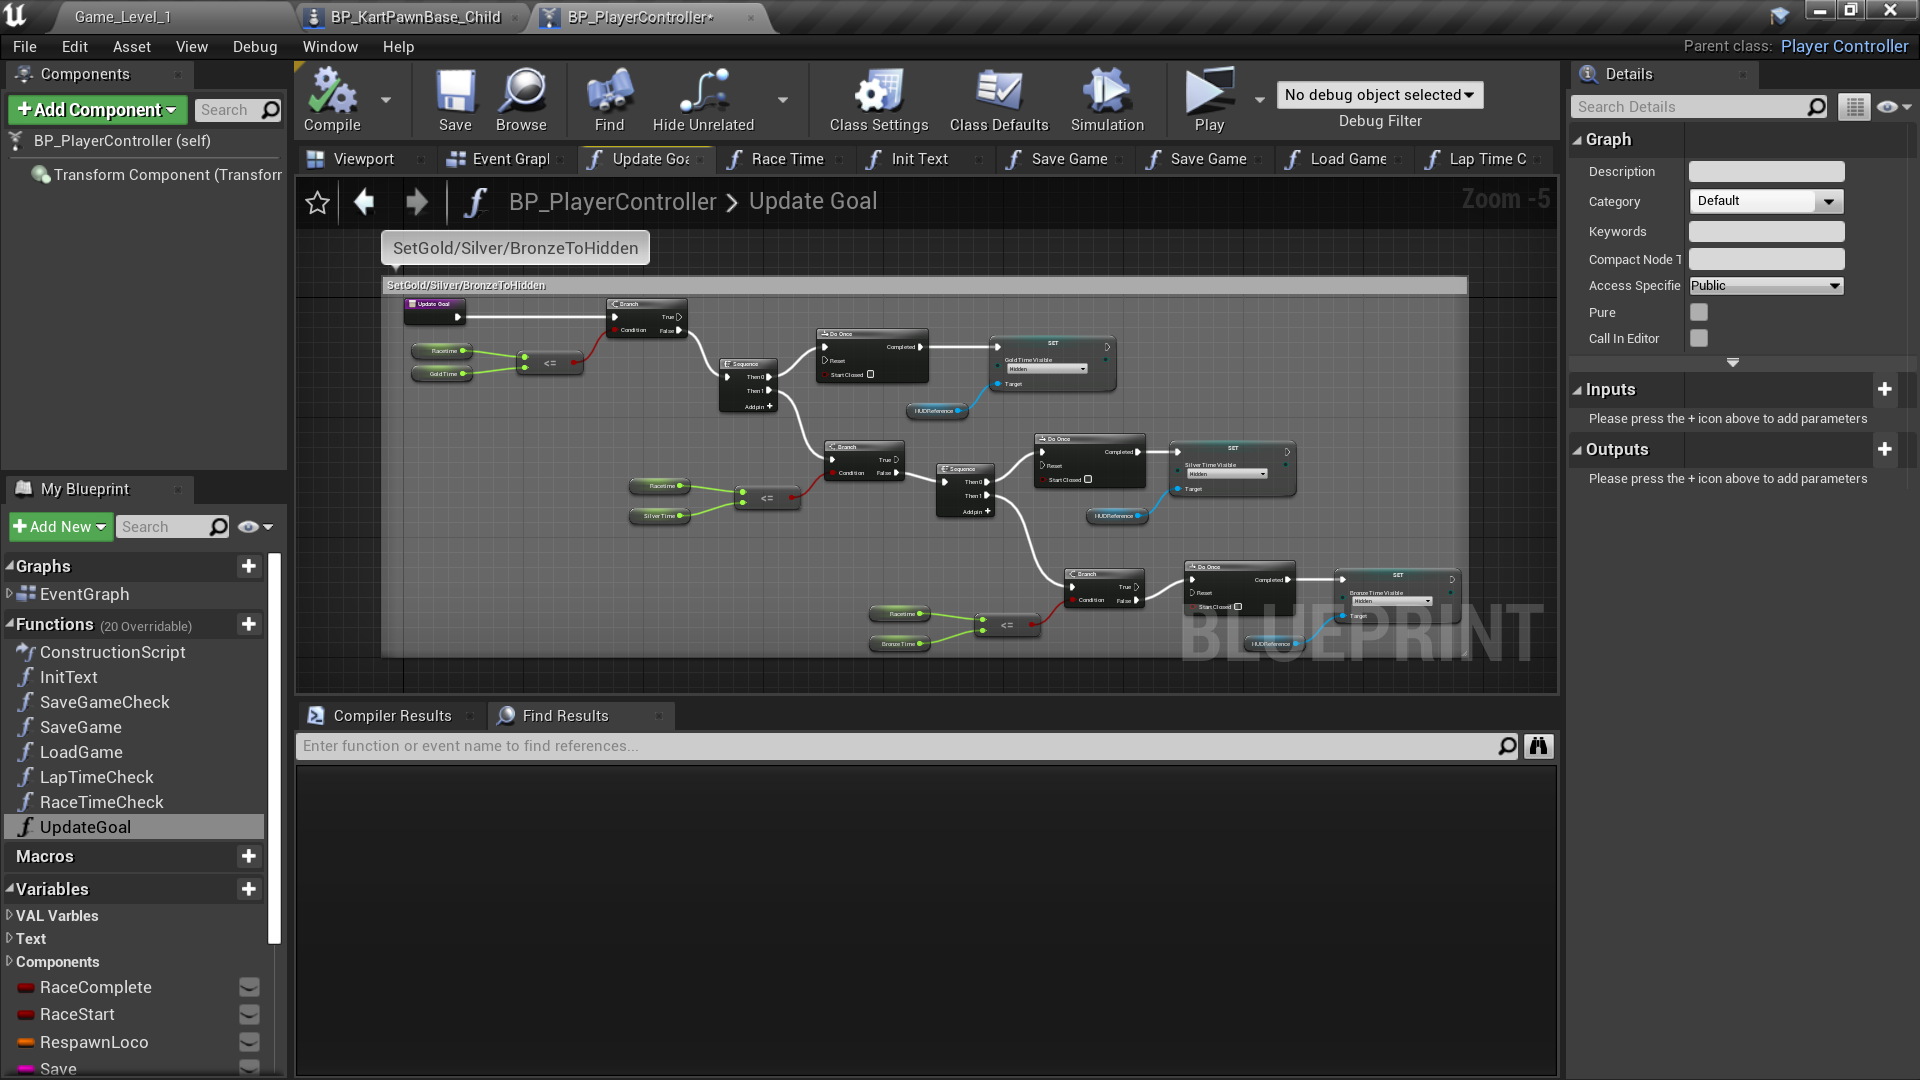 Game_Level_1
BP_KartPawnBase_Child
BP_PlayerController*
File Edit Asset View Debug Window Help
Parent class: Player Controller
Components
Add Component
Search
BP_PlayerController (self)
Transform Component (Transforr
Compile
Save
Browse
Find
Hide Unrelated
Class Settings
Class Defaults
Simulation
Play
No debug object selected
Debug Filter
Viewport
Event Graph
Update Goa
Race Time
Init Text
Save Game
Save Game
Load Game
Lap Time C
BP_PlayerController > Update Goal
Zoom -5
SetGold/Silver/BronzeToHidden
SetGold/Silver/BronzeToHidden
Update Goal
Racetime
GoldTime
<=
Branch
Condition
True
False
Sequence
Then 0
Then 1
Add pin +
Do Once
Reset
Start Closed
Completed
SET
Gold Time Visible
Hidden
Target
HUDReference
Racetime
SilverTime
<=
Branch
Condition
True
False
Sequence
Then 0
Then 1
Add pin +
Do Once
Reset
Start Closed
Completed
SET
Silver Time Visible
Hidden
Target
HUDReference
Racetime
BronzeTime
<=
Branch
Condition
True
False
Do Once
Reset
Start Closed
Completed
SET
Bronze Time Visible
Hidden
Target
HUDReference
BLUEPRINT
My Blueprint
Add New
Search
Graphs
EventGraph
Functions (20 Overridable)
ConstructionScript
InitText
SaveGameCheck
SaveGame
LoadGame
LapTimeCheck
RaceTimeCheck
UpdateGoal
Macros
Variables
VAL Varbles
Text
Components
RaceComplete
RaceStart
RespawnLoco
Save
Compiler Results
Find Results
Enter function or event name to find references...
Details
Search Details
Graph
Description
Category Default
Keywords
Compact Node T
Access Specifie Public
Pure
Call In Editor
Inputs
Please press the + icon above to add parameters
Outputs
Please press the + icon above to add parameters